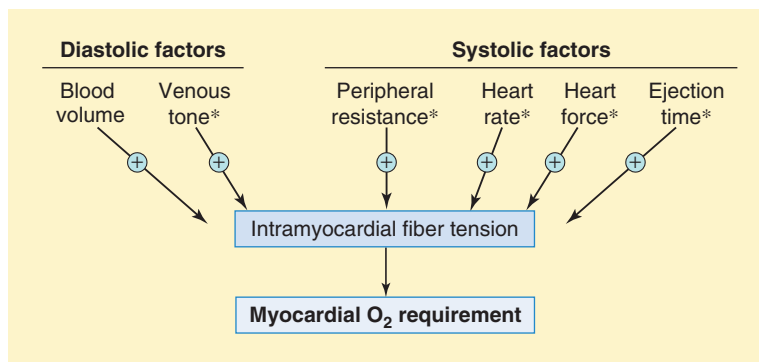 Diastolic factors
Systolic factors
Blood volume
Venous tone*
Peripheral resistance*
Heart rate*
Heart force*
Ejection time*
+
+
+
+
+
+
Intramyocardial fiber tension
Myocardial O₂ requirement